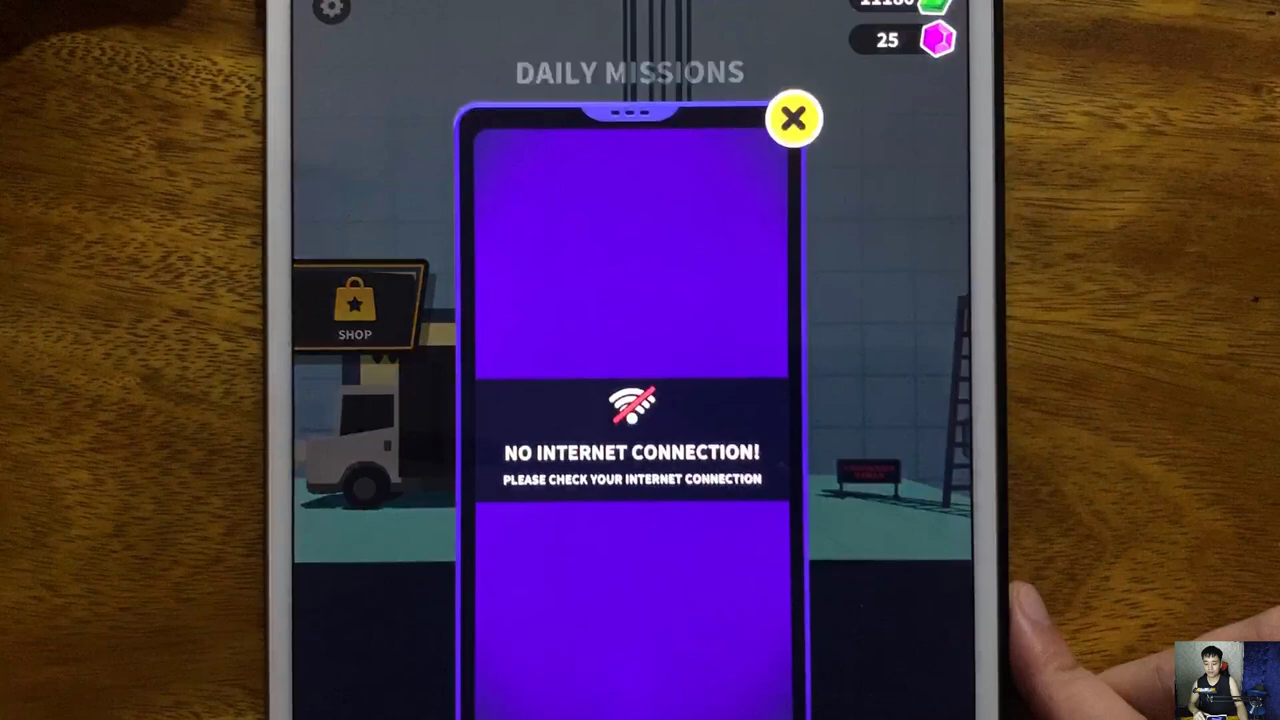 25
DAILY MISSIONS
SHOP
NO INTERNET CONNECTION!
PLEASE CHECK YOUR INTERNET CONNECTION